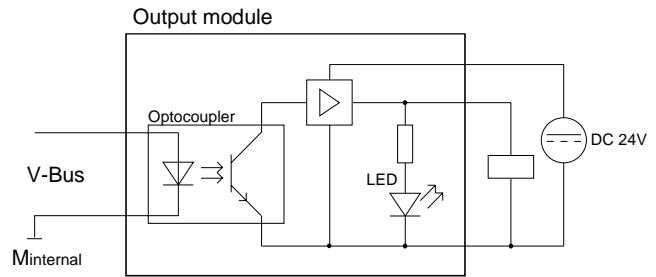 Output module
Optocoupler
DC 24V
V-Bus
LED
Minternal